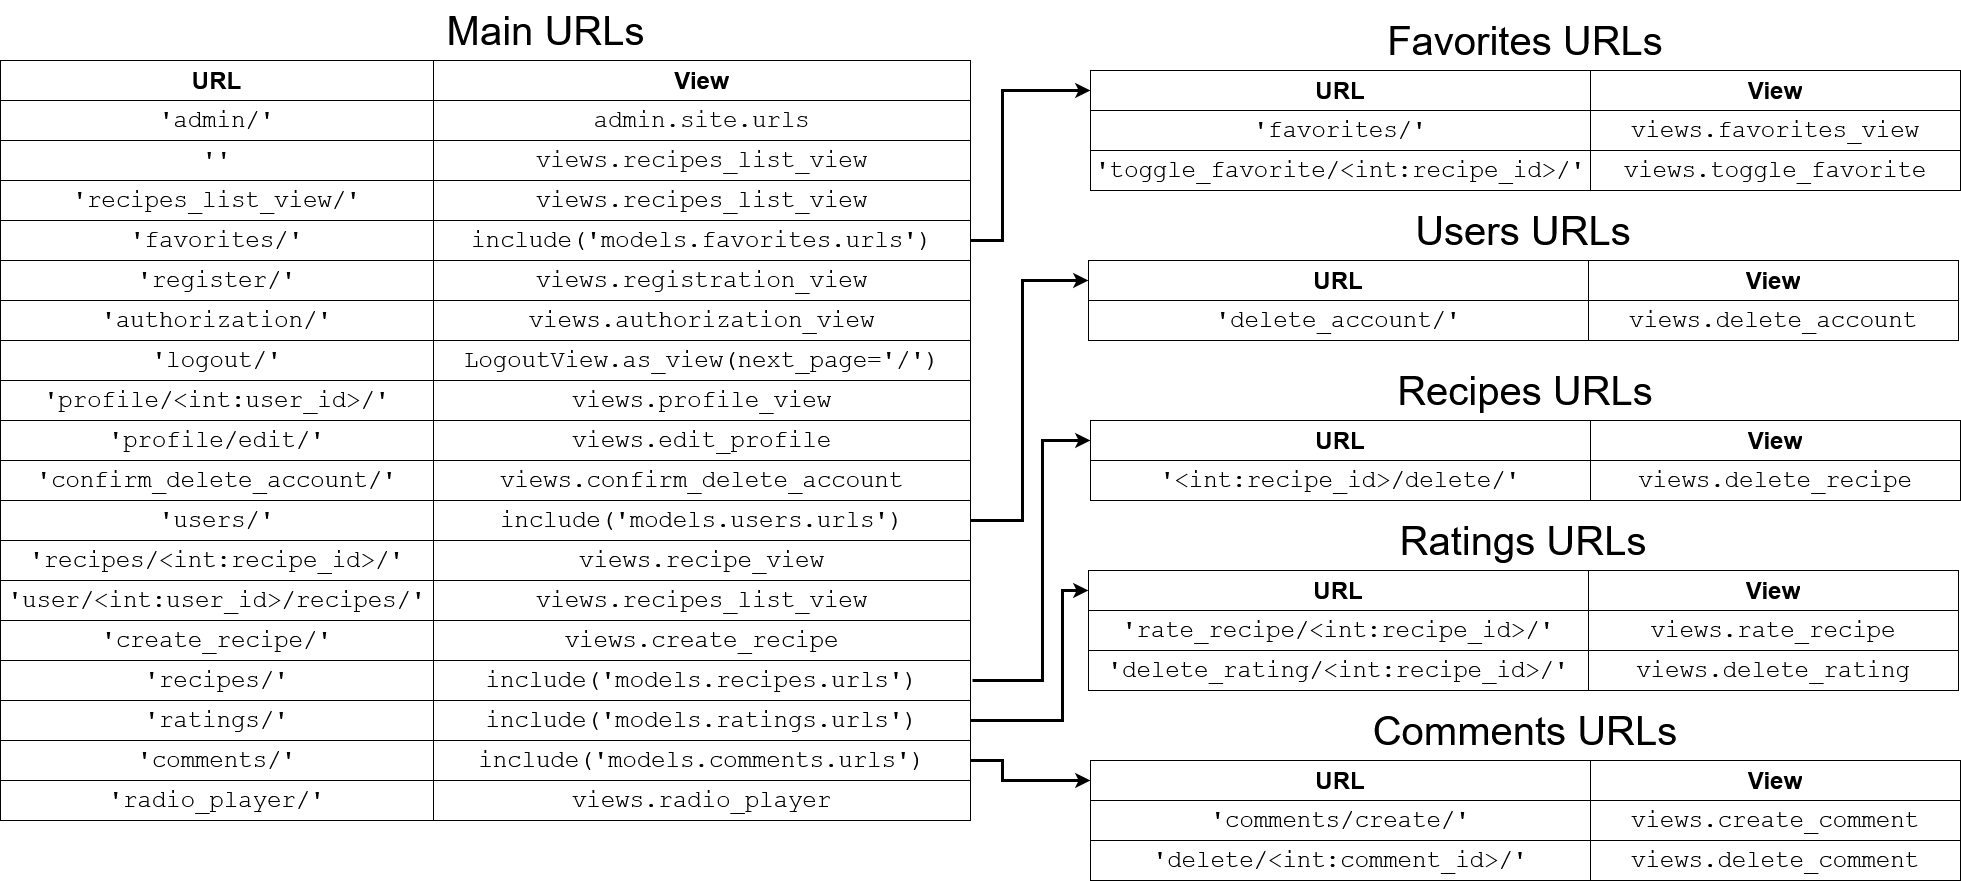 Main URLs
URL View
'admin/' admin.site.urls
'' views.recipes_list_view
'recipes_list_view/' views.recipes_list_view
'favorites/' include('models.favorites.urls')
'register/' views.registration_view
'authorization/' views.authorization_view
'logout/' LogoutView.as_view(next_page='/')
'profile/<int:user_id>/' views.profile_view
'profile/edit/' views.edit_profile
'confirm_delete_account/' views.confirm_delete_account
'users/' include('models.users.urls')
'recipes/<int:recipe_id>/' views.recipe_view
'user/<int:user_id>/recipes/' views.recipes_list_view
'create_recipe/' views.create_recipe
'recipes/' include('models.recipes.urls')
'ratings/' include('models.ratings.urls')
'comments/' include('models.comments.urls')
'radio_player/' views.radio_player
Favorites URLs
URL View
'favorites/' views.favorites_view
'toggle_favorite/<int:recipe_id>/' views.toggle_favorite
Users URLs
URL View
'delete_account/' views.delete_account
Recipes URLs
URL View
'<int:recipe_id>/delete/' views.delete_recipe
Ratings URLs
URL View
'rate_recipe/<int:recipe_id>/' views.rate_recipe
'delete_rating/<int:recipe_id>/' views.delete_rating
Comments URLs
URL View
'comments/create/' views.create_comment
'delete/<int:comment_id>/' views.delete_comment